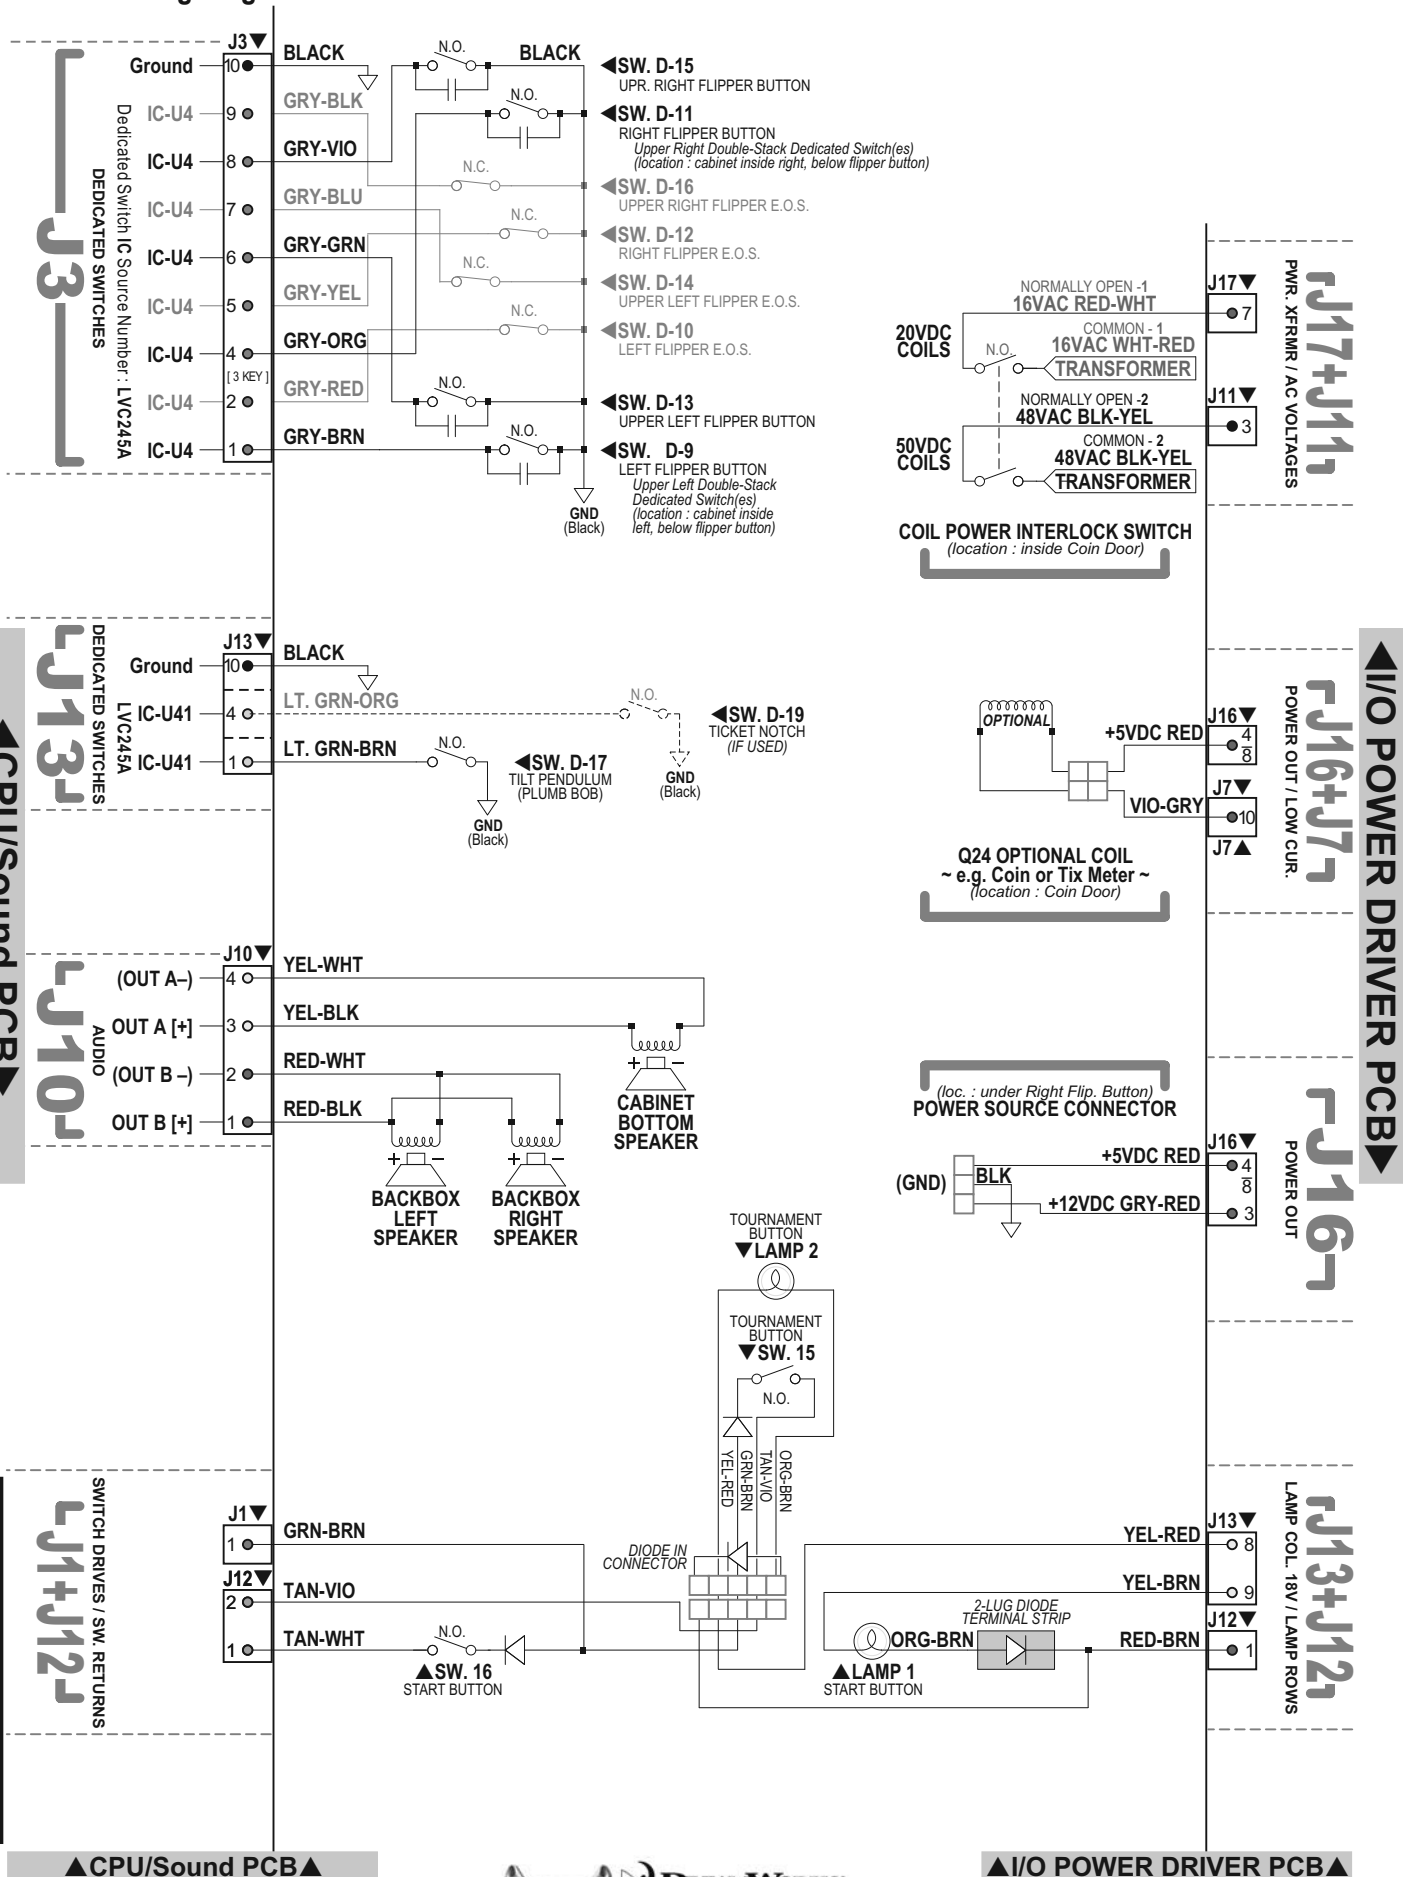 J3▼
BLACK
N.O.
BLACK
◀SW. D-15
UPR. RIGHT FLIPPER BUTTON
Ground
10
IC-U4
9
GRY-BLK
N.O.
◀SW. D-11
RIGHT FLIPPER BUTTON
Upper Right Double-Stack Dedicated Switch(es)
(location : cabinet inside right, below flipper button)
IC-U4
8
GRY-VIO
N.C.
◀SW. D-16
UPPER RIGHT FLIPPER E.O.S.
IC-U4
7
GRY-BLU
N.C.
◀SW. D-12
RIGHT FLIPPER E.O.S.
IC-U4
6
GRY-GRN
N.C.
◀SW. D-14
UPPER LEFT FLIPPER E.O.S.
IC-U4
5
GRY-YEL
N.C.
◀SW. D-10
LEFT FLIPPER E.O.S.
IC-U4
4
GRY-ORG
[ 3 KEY ]
IC-U4
2
GRY-RED
N.O.
◀SW. D-13
UPPER LEFT FLIPPER BUTTON
IC-U4
1
GRY-BRN
N.O.
◀SW. D-9
LEFT FLIPPER BUTTON
Upper Left Double-Stack
Dedicated Switch(es)
(location : cabinet inside
left, below flipper button)
GND
(Black)
J3
DEDICATED SWITCHES
Dedicated Switch IC Source Number : LVC245A
NORMALLY OPEN -1
16VAC RED-WHT
J17▼
7
20VDC
COILS
N.O.
COMMON - 1
16VAC WHT-RED
TRANSFORMER
NORMALLY OPEN -2
48VAC BLK-YEL
J11▼
3
50VDC
COILS
COMMON - 2
48VAC BLK-YEL
TRANSFORMER
COIL POWER INTERLOCK SWITCH
(location : inside Coin Door)
PWR. XFRMR / AC VOLTAGES
J17+J11
J13▼
Ground
10
BLACK
IC-U41
4
LT. GRN-ORG
N.O.
◀SW. D-19
TICKET NOTCH
(IF USED)
GND
(Black)
IC-U41
1
LT. GRN-BRN
N.O.
◀SW. D-17
TILT PENDULUM
(PLUMB BOB)
GND
(Black)
J13
DEDICATED SWITCHES
LVC245A
OPTIONAL
+5VDC RED
J16▼
4
8
VIO-GRY
J7▼
10
J7▲
Q24 OPTIONAL COIL
~ e.g. Coin or Tix Meter ~
(location : Coin Door)
POWER OUT / LOW CUR.
J16+J7
◀I/O POWER DRIVER PCB▶
◀CPU/Sound PCB▶
J10▼
(OUT A–)
4
YEL-WHT
OUT A [+]
3
YEL-BLK
(OUT B –)
2
RED-WHT
OUT B [+]
1
RED-BLK
J10
AUDIO
+ –
CABINET
BOTTOM
SPEAKER
+ –
BACKBOX
LEFT
SPEAKER
+ –
BACKBOX
RIGHT
SPEAKER
(loc. : under Right Flip. Button)
POWER SOURCE CONNECTOR
J16▼
+5VDC RED
4
8
(GND)
BLK
+12VDC GRY-RED
3
POWER OUT
J16
TOURNAMENT
BUTTON
▼LAMP 2
TOURNAMENT
BUTTON
▼SW. 15
N.O.
YEL-RED
GRN-BRN
TAN-VIO
ORG-BRN
DIODE IN
CONNECTOR
J1+J12
SWITCH DRIVES / SW. RETURNS
J1▼
1
GRN-BRN
J12▼
2
TAN-VIO
1
TAN-WHT
N.O.
▲SW. 16
START BUTTON
YEL-RED
J13▼
8
YEL-BRN
9
2-LUG DIODE
TERMINAL STRIP
ORG-BRN
RED-BRN
J12▼
1
▲LAMP 1
START BUTTON
LAMP COL. 18V / LAMP ROWS
J13+J12
▲CPU/Sound PCB▲
▲I/O POWER DRIVER PCB▲